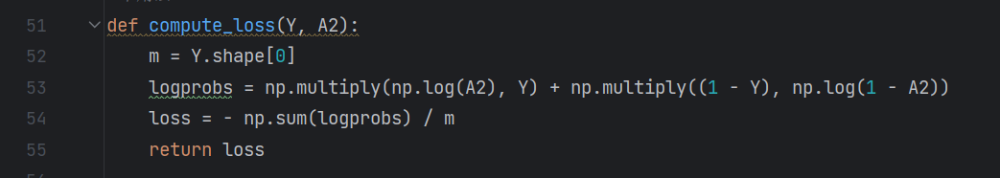 51 def compute_loss(Y, A2):
52     m = Y.shape[0]
53     logprobs = np.multiply(np.log(A2), Y) + np.multiply((1 - Y), np.log(1 - A2))
54     loss = - np.sum(logprobs) / m
55     return loss